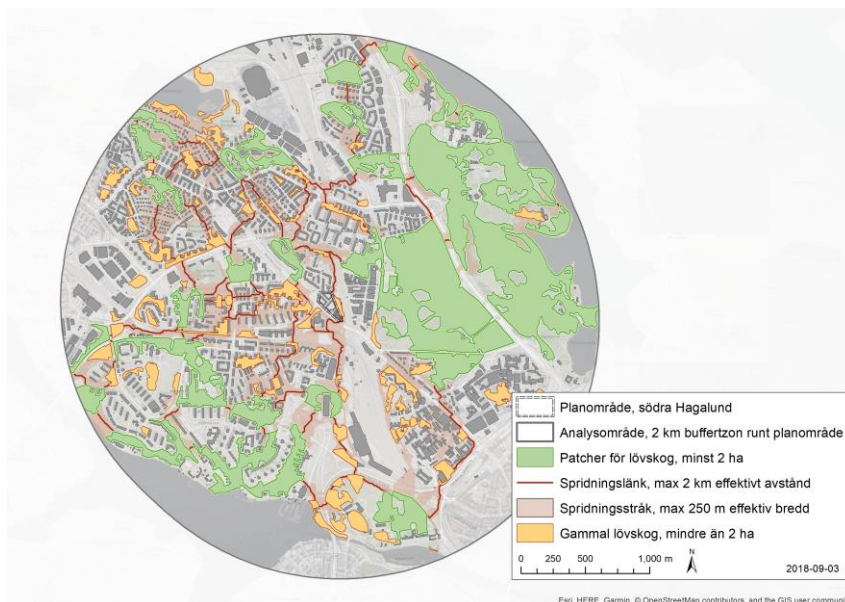 Planområde, södra Hagalund
Analysområde, 2 km buffertzon runt planområde
Patcher för lövskog, minst 2 ha
Spridningslänk, max 2 km effektivt avstånd
Spridningsstråk, max 250 m effektiv bredd
Gammal lövskog, mindre än 2 ha
0 250 500 1,000 m
N
2018-09-03
Esri, HERE, Garmin, © OpenStreetMap contributors, and the GIS user communi